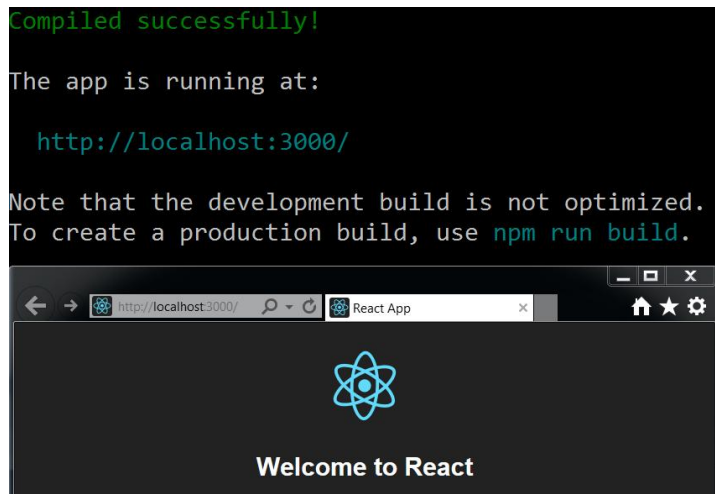 Compiled successfully!
The app is running at:
http://localhost:3000/
Note that the development build is not optimized.
To create a production build, use npm run build.
http://localhost:3000/
React App
Welcome to React